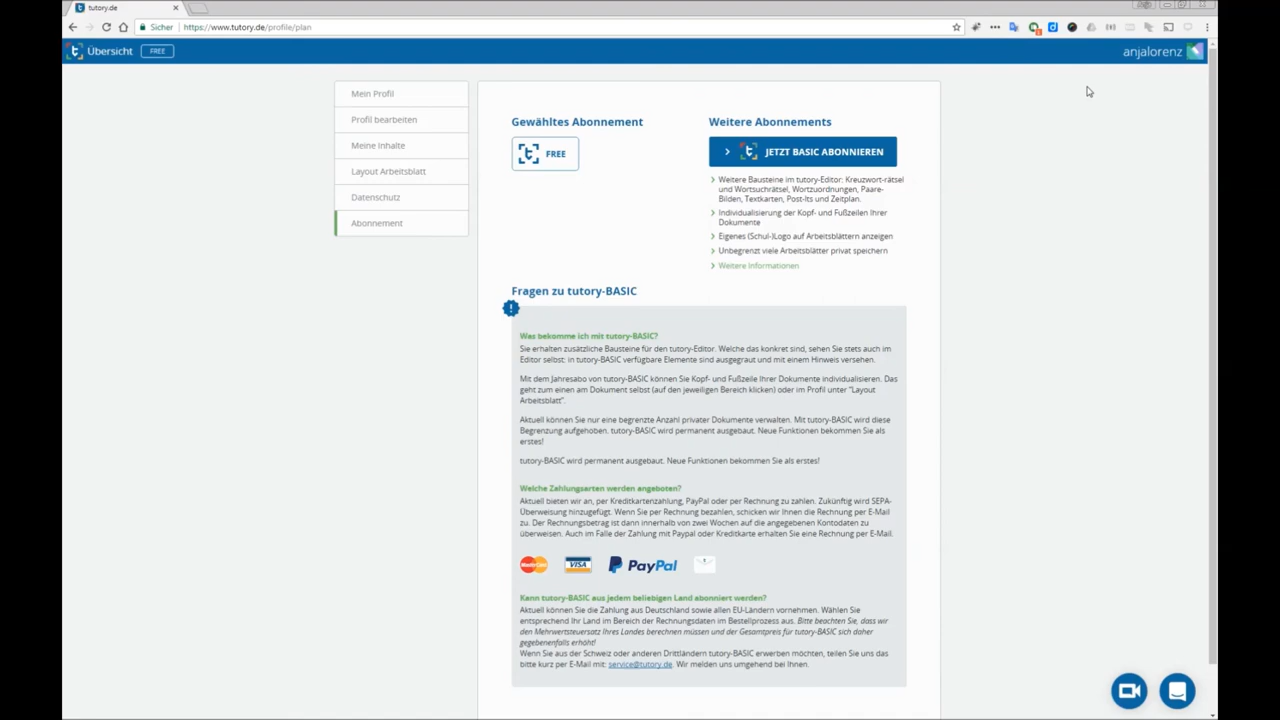 tutory.de
Sicher
https://www.tutory.de/profile/plan
Übersicht
FREE
anjalorenz
Mein Profil
Profil bearbeiten
Meine Inhalte
Layout Arbeitsblatt
Datenschutz
Abonnement
Gewähltes Abonnement
FREE
Weitere Abonnements
JETZT BASIC ABONNIEREN
Weitere Bausteine im tutory-Editor: Kreuzwort-rätsel
und Wortsuchrätsel, Wortzuordnungen, Paare-
Bilden, Textkarten, Post-Its und Zeitplan.
Individualisierung der Kopf- und Fußzeilen Ihrer
Dokumente
Eigenes (Schul-)Logo auf Arbeitsblättern anzeigen
Unbegrenzt viele Arbeitsblätter privat speichern
Weitere Informationen
Fragen zu tutory-BASIC
!
Was bekomme ich mit tutory-BASIC?
Sie erhalten zusätzliche Bausteine für den tutory-Editor. Welche das konkret sind, sehen Sie stets auch im
Editor selbst: in tutory-BASIC verfügbare Elemente sind ausgegraut und mit einem Hinweis versehen.
Mit dem Jahresabo von tutory-BASIC können Sie Kopf- und Fußzeile Ihrer Dokumente individualisieren. Das
geht zum einen am Dokument selbst (auf den jeweiligen Bereich klicken) oder im Profil unter "Layout
Arbeitsblatt".
Aktuell können Sie nur eine begrenzte Anzahl privater Dokumente verwalten. Mit tutory-BASIC wird diese
Begrenzung aufgehoben. tutory-BASIC wird permanent ausgebaut. Neue Funktionen bekommen Sie als
erstes!
tutory-BASIC wird permanent ausgebaut. Neue Funktionen bekommen Sie als erstes!
Welche Zahlungsarten werden angeboten?
Aktuell bieten wir an, per Kreditkartenzahlung, PayPal oder per Rechnung zu zahlen. Zukünftig wird SEPA-
Überweisung hinzugefügt. Wenn Sie per Rechnung bezahlen, schicken wir Ihnen die Rechnung per E-Mail
zu. Der Rechnungsbetrag ist dann innerhalb von zwei Wochen auf die angegebenen Kontodaten zu
überweisen. Auch im Falle der Zahlung mit Paypal oder Kreditkarte erhalten Sie eine Rechnung per E-Mail.
MasterCard VISA PayPal
Kann tutory-BASIC aus jedem beliebigen Land abonniert werden?
Aktuell können Sie die Zahlung aus Deutschland sowie allen EU-Ländern vornehmen. Wählen Sie
entsprechend Ihr Land im Bereich der Rechnungsdaten im Bestellprozess aus. Bitte beachten Sie, dass wir
den Mehrwertsteuersatz Ihres Landes berechnen müssen und der Gesamtpreis für tutory-BASIC sich daher
gegebenenfalls erhöht!
Wenn Sie aus der Schweiz oder anderen Drittländern tutory-BASIC erwerben möchten, teilen Sie uns das
bitte kurz per E-Mail mit: service@tutory.de. Wir melden uns umgehend bei Ihnen.